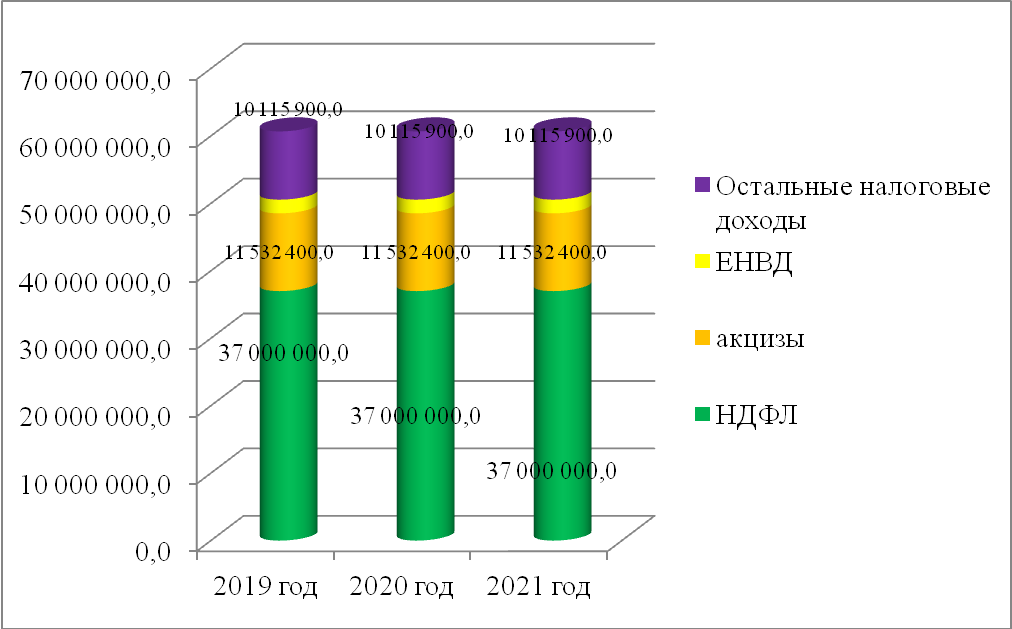 70 000 000,0
60 000 000,0
50 000 000,0
40 000 000,0
30 000 000,0
20 000 000,0
10 000 000,0
0,0
10 115 900,0
10 115 900,0
10 115 900,0
11 532 400,0
11 532 400,0
11 532 400,0
37 000 000,0
37 000 000,0
37 000 000,0
2019 год
2020 год
2021 год
Остальные налоговые
доходы
ЕНВД
акцизы
НДФЛ